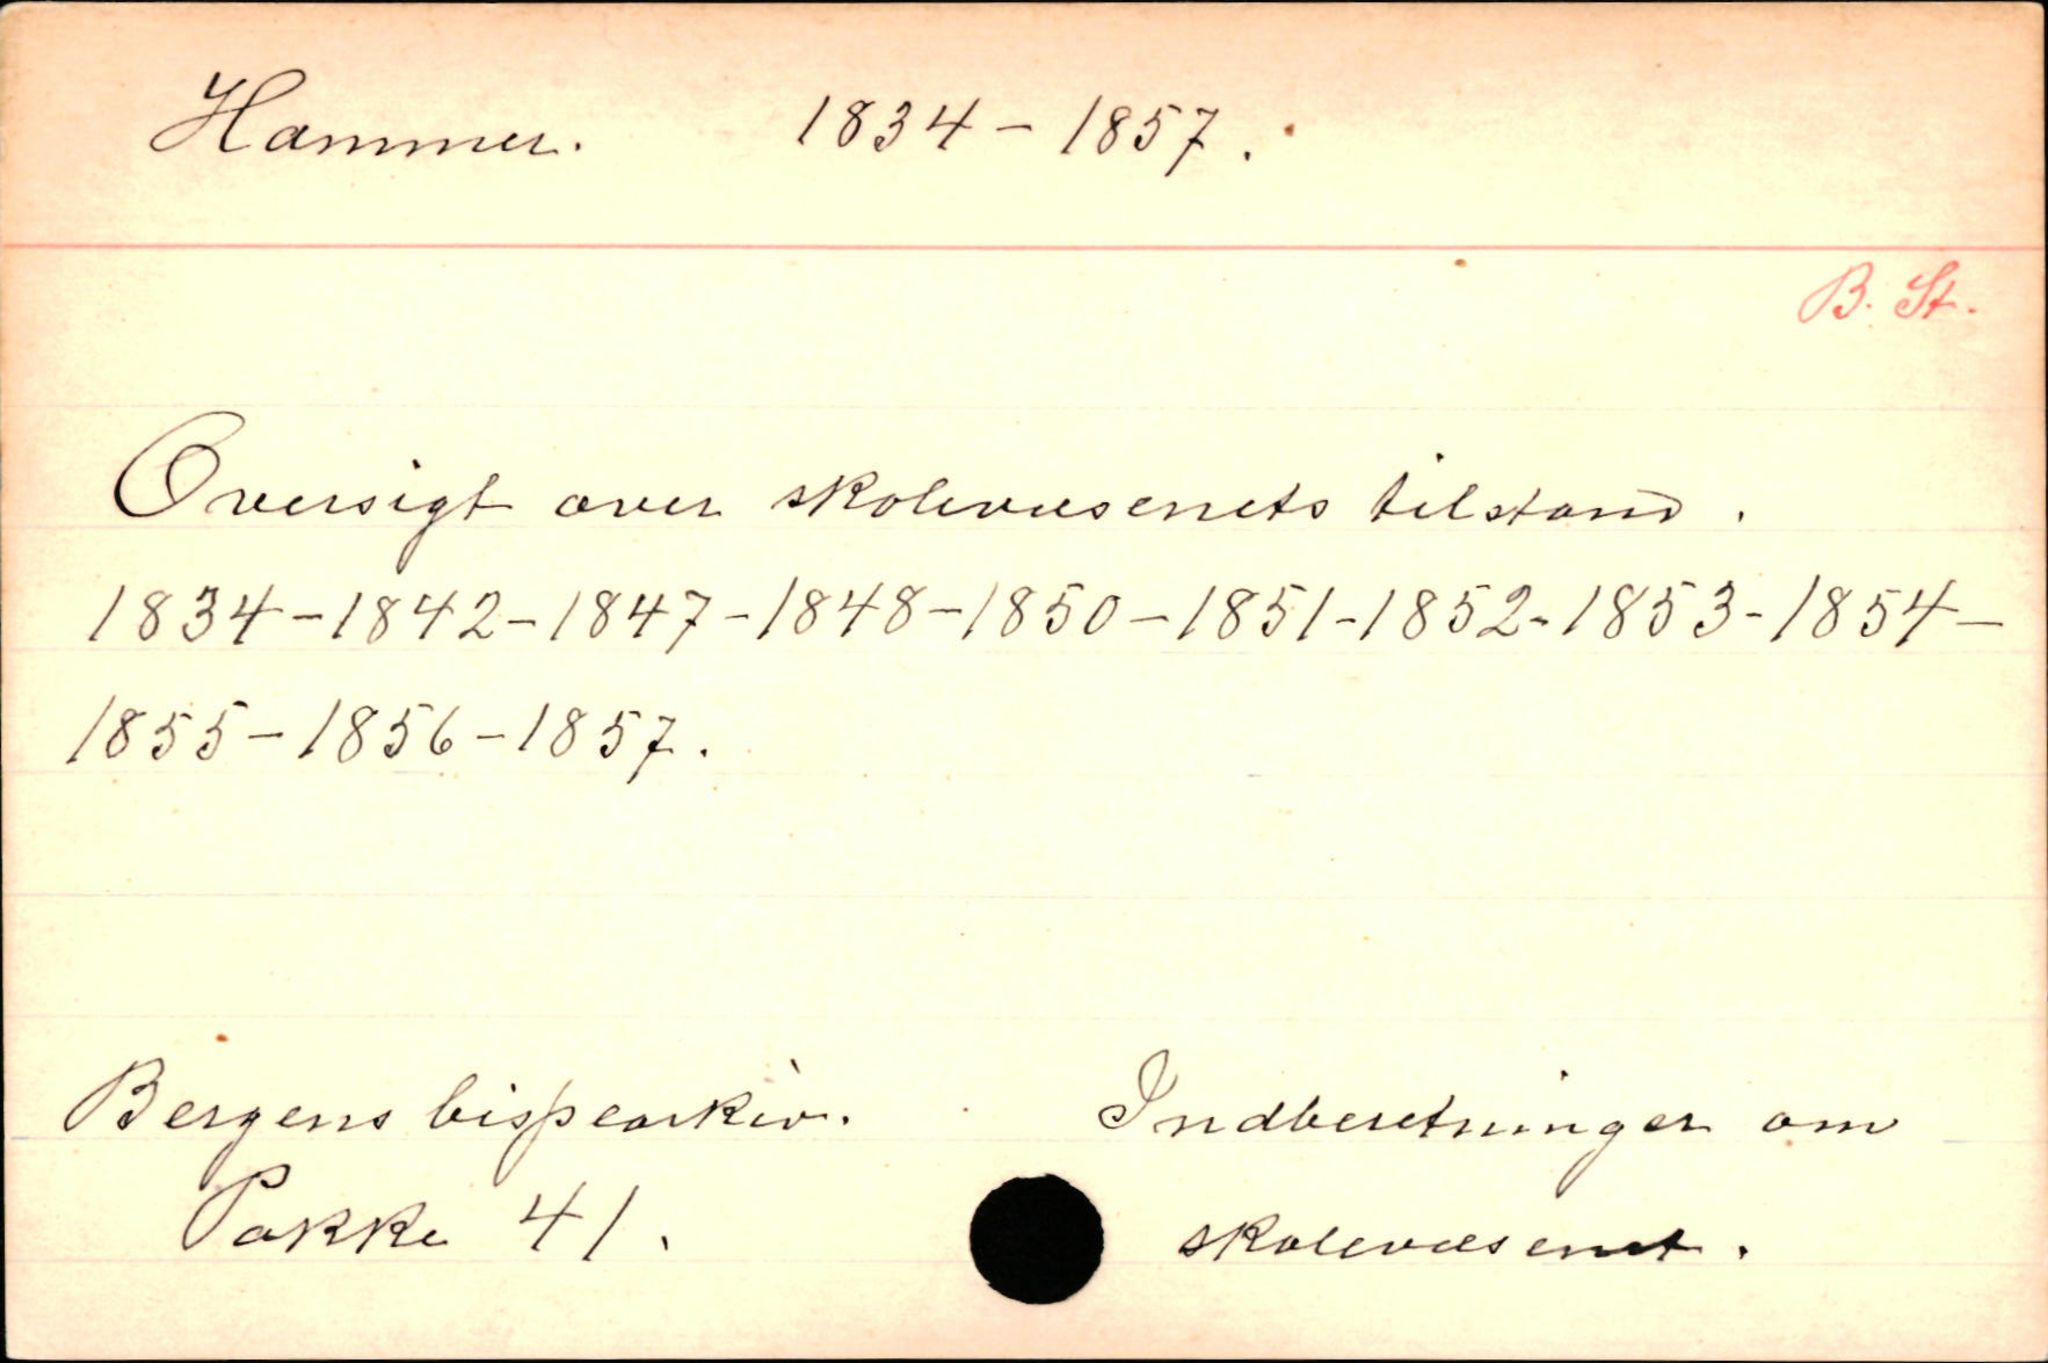 Hammer. 1834-1857.
B. St.
Oversigt over skolevæsenets tilstand.
1834-1842-1847-1848-1850-1851-1852-1853-1854-
1855-1856-1857.
Bergens bispearkiv. Indberetninger om
Pakke 41. skolevæsenet.